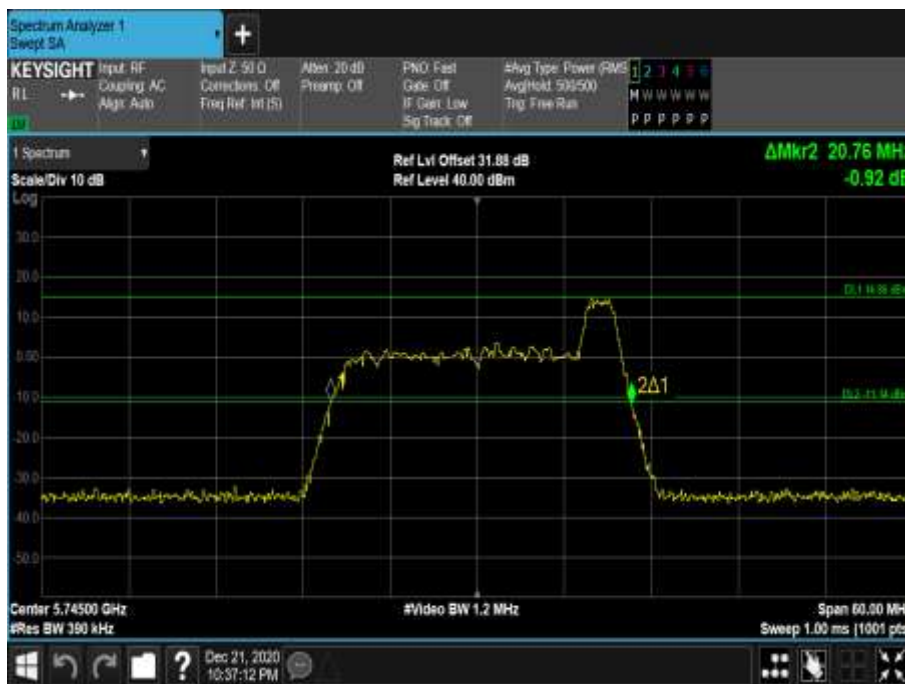 Spectrum Analyzer 1
Swept SA
+
KEYSIGHT Input: RF
RL
Coupling: AC
Align: Auto
Input Z: 50 Ω
Corrections: Off
Freq Ref: Int (S)
Atten: 20 dB
Preamp: Off
PNO: Fast
Gate: Off
IF Gain: Low
Sig Track: Off
#Avg Type: Power (RMS
Avg|Hold: 500/500
Trig: Free Run
1 2 3 4 5 6
M W W W W W
P P P P P P
1 Spectrum
Scale/Div 10 dB
Ref Lvl Offset 31.88 dB
Ref Level 40.00 dBm
ΔMkr2 20.76 MH
-0.92 dB
Log
30.0
20.0
10.0
0.00
-10.0
-20.0
-30.0
-40.0
-50.0
2Δ1
Center 5.74500 GHz
#Res BW 390 kHz
#Video BW 1.2 MHz
Span 60.00 MH
Sweep 1.00 ms (1001 pts
?
Dec 21, 2020
10:37:12 PM